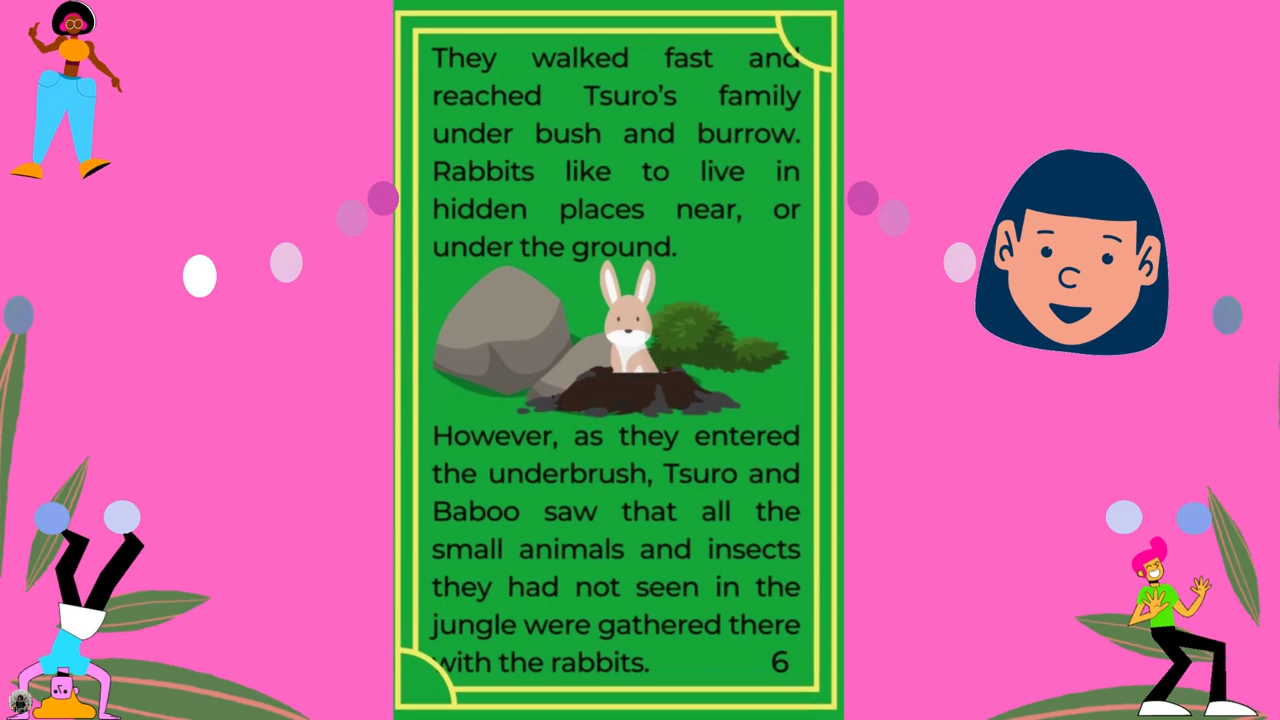 They walked fast and
reached Tsuro’s family
under bush and burrow.
Rabbits like to live in
hidden places near, or
under the ground.
However, as they entered
the underbrush, Tsuro and
Baboo saw that all the
small animals and insects
they had not seen in the
jungle were gathered there
with the rabbits.
6